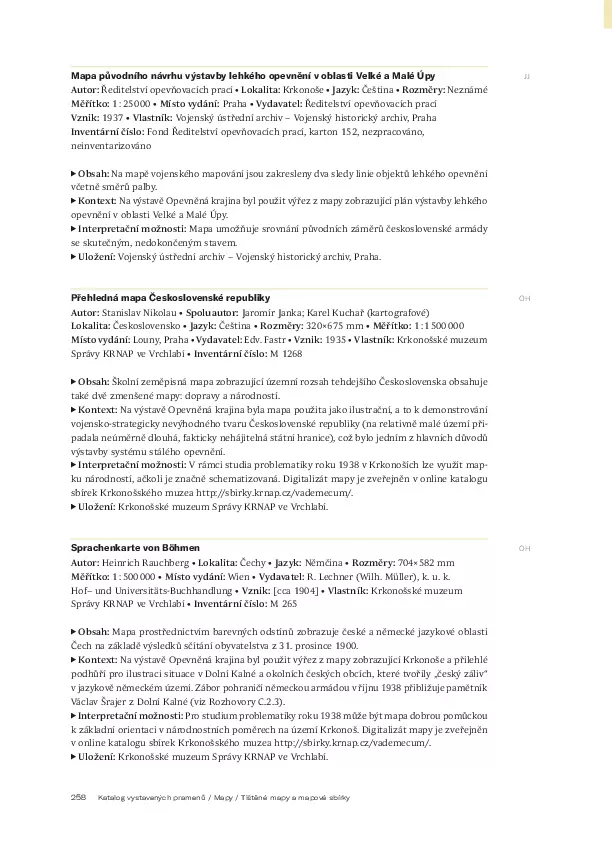 Mapa původního návrhu výstavby lehkého opevnění v oblasti Velké a Malé Úpy
JJ
Autor: Ředitelství opevňovacích prací • Lokalita: Krkonoše • Jazyk: Čeština • Rozměry: Neznámé
Měřítko: 1 : 25 000 • Místo vydání: Praha • Vydavatel: Ředitelství opevňovacích prací
Vznik: 1937 • Vlastník: Vojenský ústřední archiv – Vojenský historický archiv, Praha
Inventární číslo: Fond Ředitelství opevňovacích prací, karton 152, nezpracováno,
neinventarizováno
▶ Obsah: Na mapě vojenského mapování jsou zakresleny dva sledy linie objektů lehkého opevnění
včetně směrů palby.
▶ Kontext: Na výstavě Opevněná krajina byl použit výřez z mapy zobrazující plán výstavby lehkého
opevnění v oblasti Velké a Malé Úpy.
▶ Interpretační možnosti: Mapa umožňuje srovnání původních záměrů československé armády
se skutečným, nedokončeným stavem.
▶ Uložení: Vojenský ústřední archiv – Vojenský historický archiv, Praha.
Přehledná mapa Československé republiky
OH
Autor: Stanislav Nikolau • Spoluautor: Jaromír Janka; Karel Kuchař (kartografové)
Lokalita: Československo • Jazyk: Čeština • Rozměry: 320×675 mm • Měřítko: 1 : 1 500 000
Místo vydání: Louny, Praha • Vydavatel: Edv. Fastr • Vznik: 1935 • Vlastník: Krkonošské muzeum
Správy KRNAP ve Vrchlabí • Inventární číslo: M 1268
▶ Obsah: Školní zeměpisná mapa zobrazující územní rozsah tehdejšího Československa obsahuje
také dvě zmenšené mapy: dopravy a národností.
▶ Kontext: Na výstavě Opevněná krajina byla mapa použita jako ilustrační, a to k demonstrování
vojensko-strategicky nevýhodného tvaru Československé republiky (na relativně malé území při-
padala neúměrně dlouhá, fakticky nehájitelná státní hranice), což bylo jedním z hlavních důvodů
výstavby systému stálého opevnění.
▶ Interpretační možnosti: V rámci studia problematiky roku 1938 v Krkonoších lze využít map-
ku národností, ačkoli je značně schematizovaná. Digitalizát mapy je zveřejněn v online katalogu
sbírek Krkonošského muzea http://sbirky.krnap.cz/vademecum/.
▶ Uložení: Krkonošské muzeum Správy KRNAP ve Vrchlabí.
Sprachenkarte von Böhmen
OH
Autor: Heinrich Rauchberg • Lokalita: Čechy • Jazyk: Němčina • Rozměry: 704×582 mm
Měřítko: 1 : 500 000 • Místo vydání: Wien • Vydavatel: R. Lechner (Wilh. Müller), k. u. k.
Hof– und Universitäts-Buchhandlung • Vznik: [cca 1904] • Vlastník: Krkonošské muzeum
Správy KRNAP ve Vrchlabí • Inventární číslo: M 265
▶ Obsah: Mapa prostřednictvím barevných odstínů zobrazuje české a německé jazykové oblasti
Čech na základě výsledků sčítání obyvatelstva z 31. prosince 1900.
▶ Kontext: Na výstavě Opevněná krajina byl použit výřez z mapy zobrazující Krkonoše a přilehlé
podhůří pro ilustraci situace v Dolní Kalné a okolních českých obcích, které tvořily „český záliv“
v jazykově německém území. Zábor pohraničí německou armádou v říjnu 1938 přibližuje pamětník
Václav Šrajer z Dolní Kalné (viz Rozhovory C.2.3).
▶ Interpretační možnosti: Pro studium problematiky roku 1938 může být mapa dobrou pomůckou
k základní orientaci v národnostních poměrech na území Krkonoš. Digitalizát mapy je zveřejněn
v online katalogu sbírek Krkonošského muzea http://sbirky.krnap.cz/vademecum/.
▶ Uložení: Krkonošské muzeum Správy KRNAP ve Vrchlabí.
258 Katalog vystavených pramenů / Mapy / Tištěné mapy a mapové sbírky